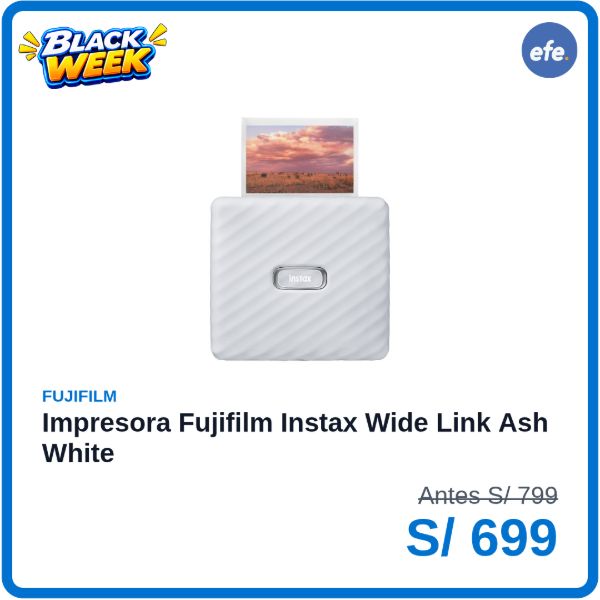 BLACK
WEEK
efe.
instax
FUJIFILM
Impresora Fujifilm Instax Wide Link Ash
White
Antes S/ 799
S/ 699